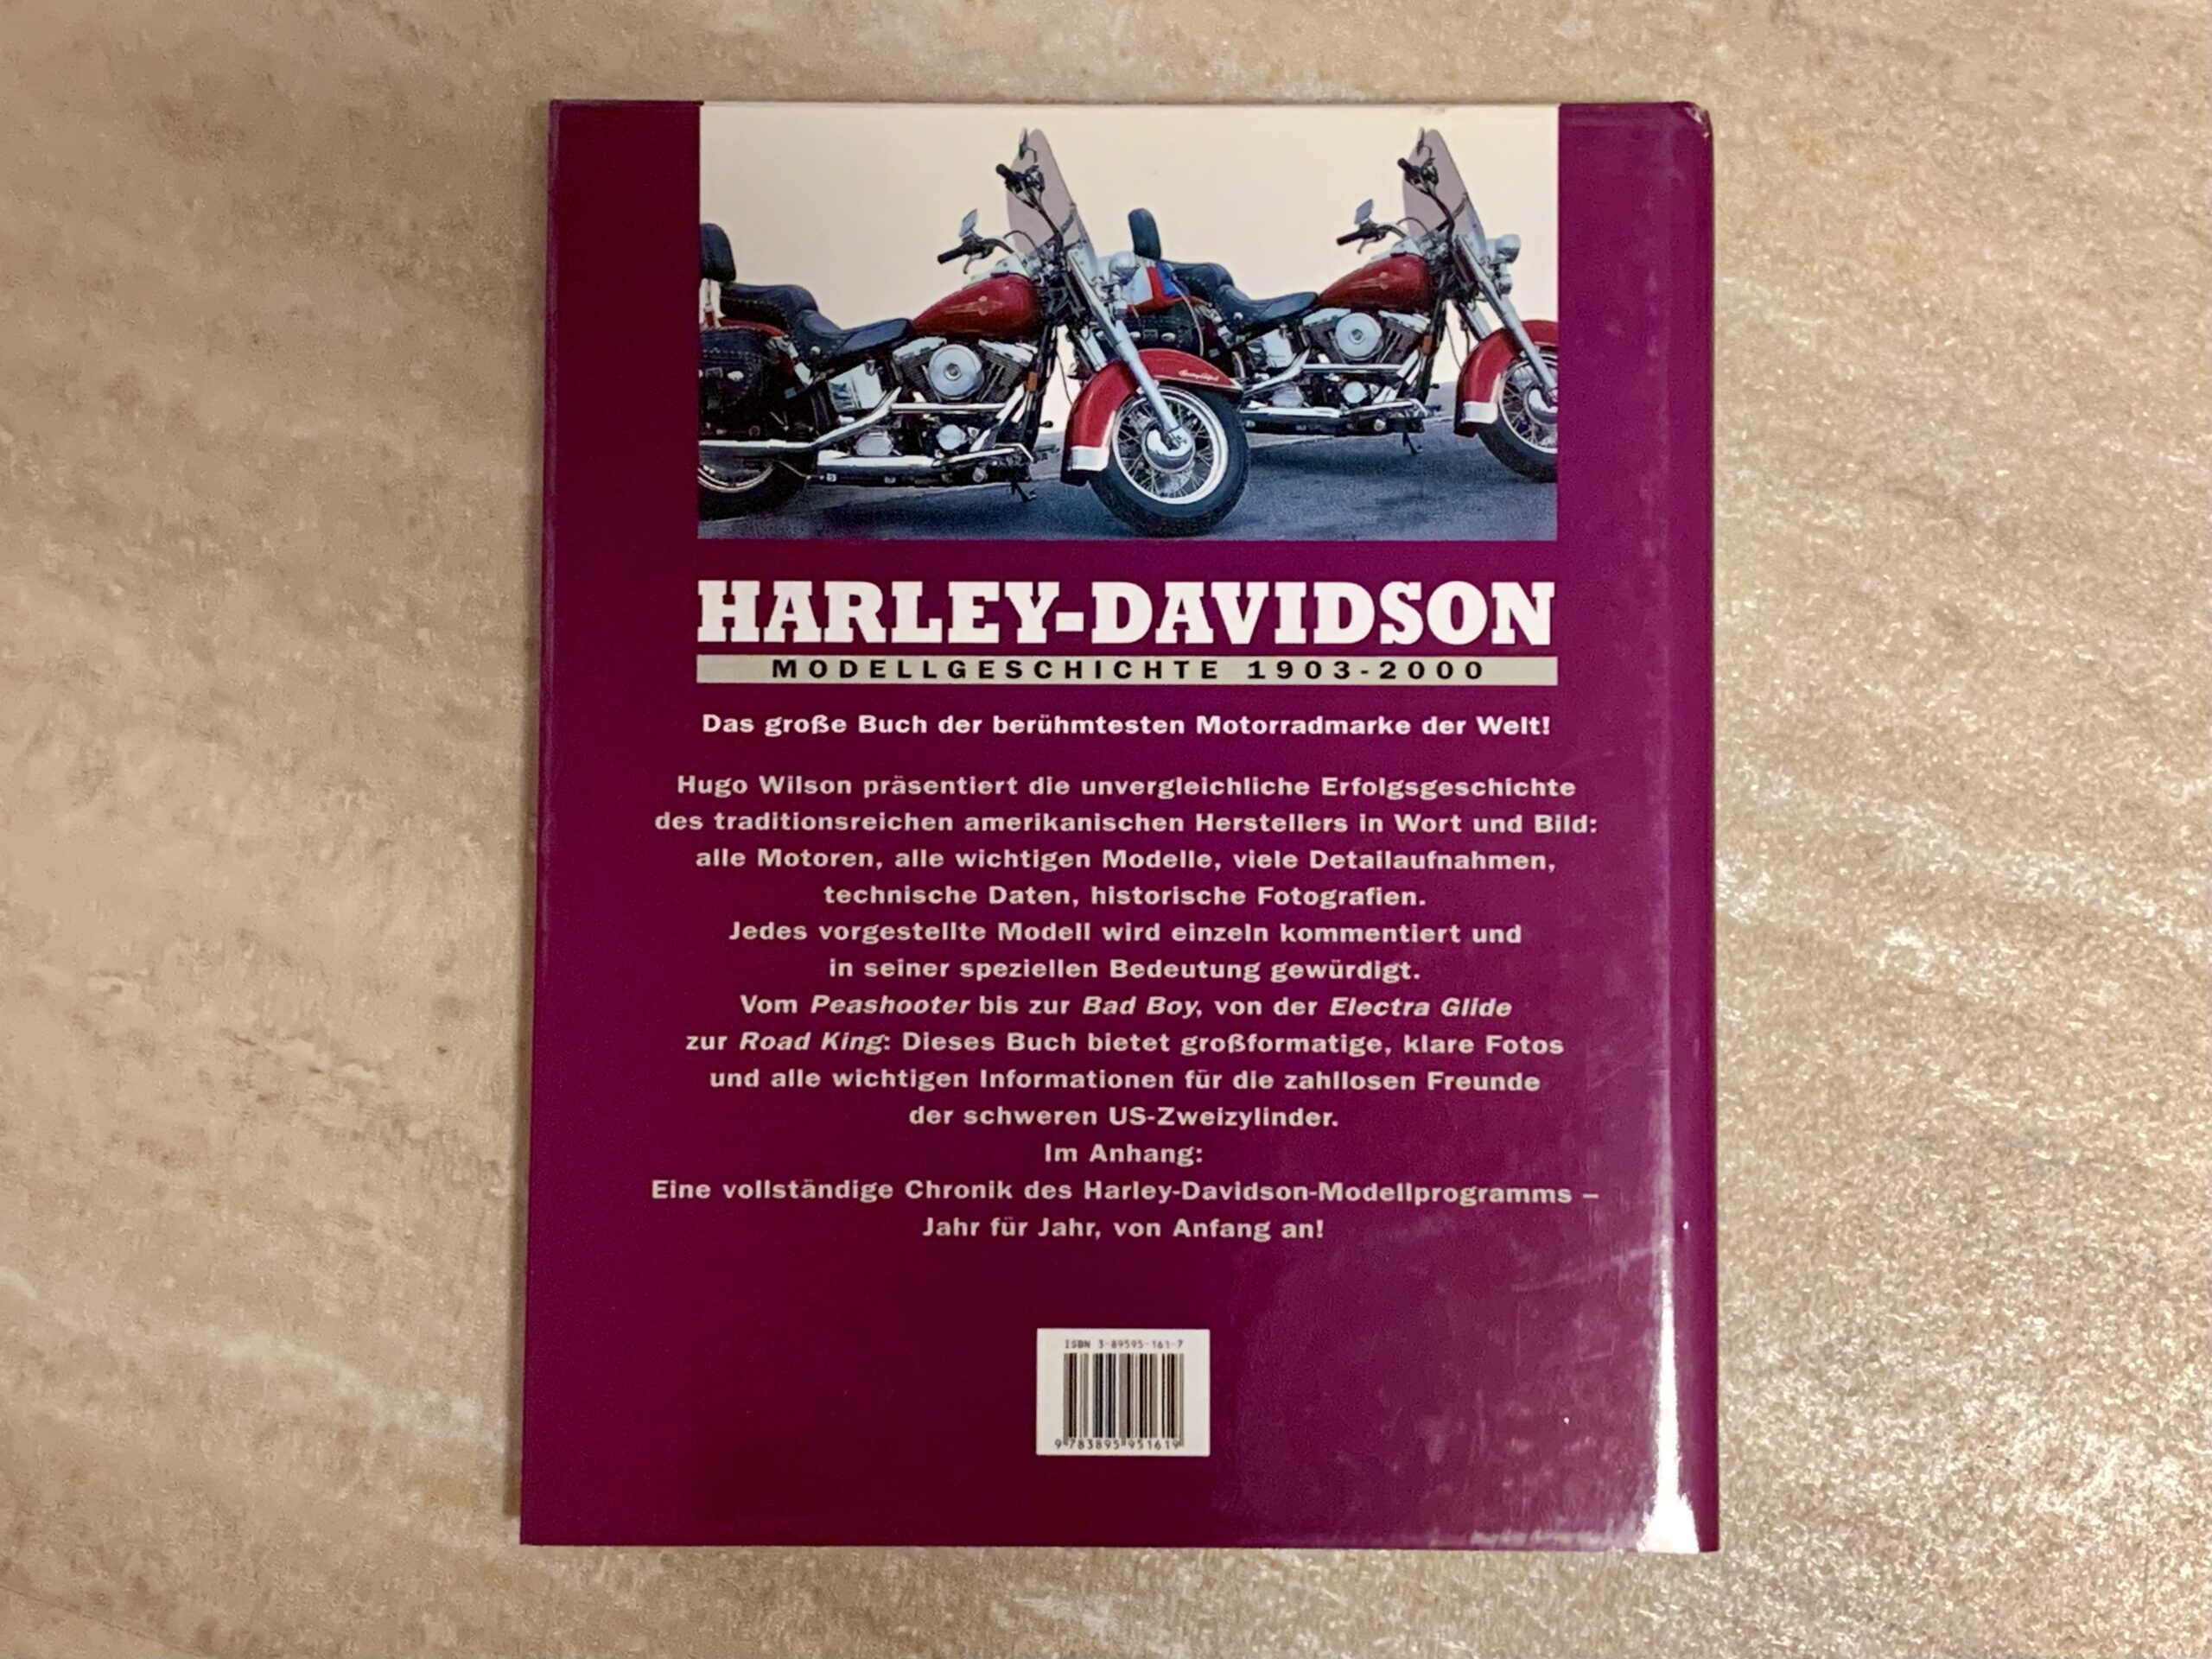 HARLEY-DAVIDSON
MODELLGESCHICHTE 1903-2000
Das große Buch der berühmtesten Motorradmarke der Welt!
Hugo Wilson präsentiert die unvergleichliche Erfolgsgeschichte
des traditionsreichen amerikanischen Herstellers in Wort und Bild:
alle Motoren, alle wichtigen Modelle, viele Detailaufnahmen,
technische Daten, historische Fotografien.
Jedes vorgestellte Modell wird einzeln kommentiert und
in seiner speziellen Bedeutung gewürdigt.
Vom Peashooter bis zur Bad Boy, von der Electra Glide
zur Road King: Dieses Buch bietet großformatige, klare Fotos
und alle wichtigen Informationen für die zahllosen Freunde
der schweren US-Zweizylinder.
Im Anhang:
Eine vollständige Chronik des Harley-Davidson-Modellprogramms –
Jahr für Jahr, von Anfang an!
ISBN 3-89595-161-7
9 783895 951619